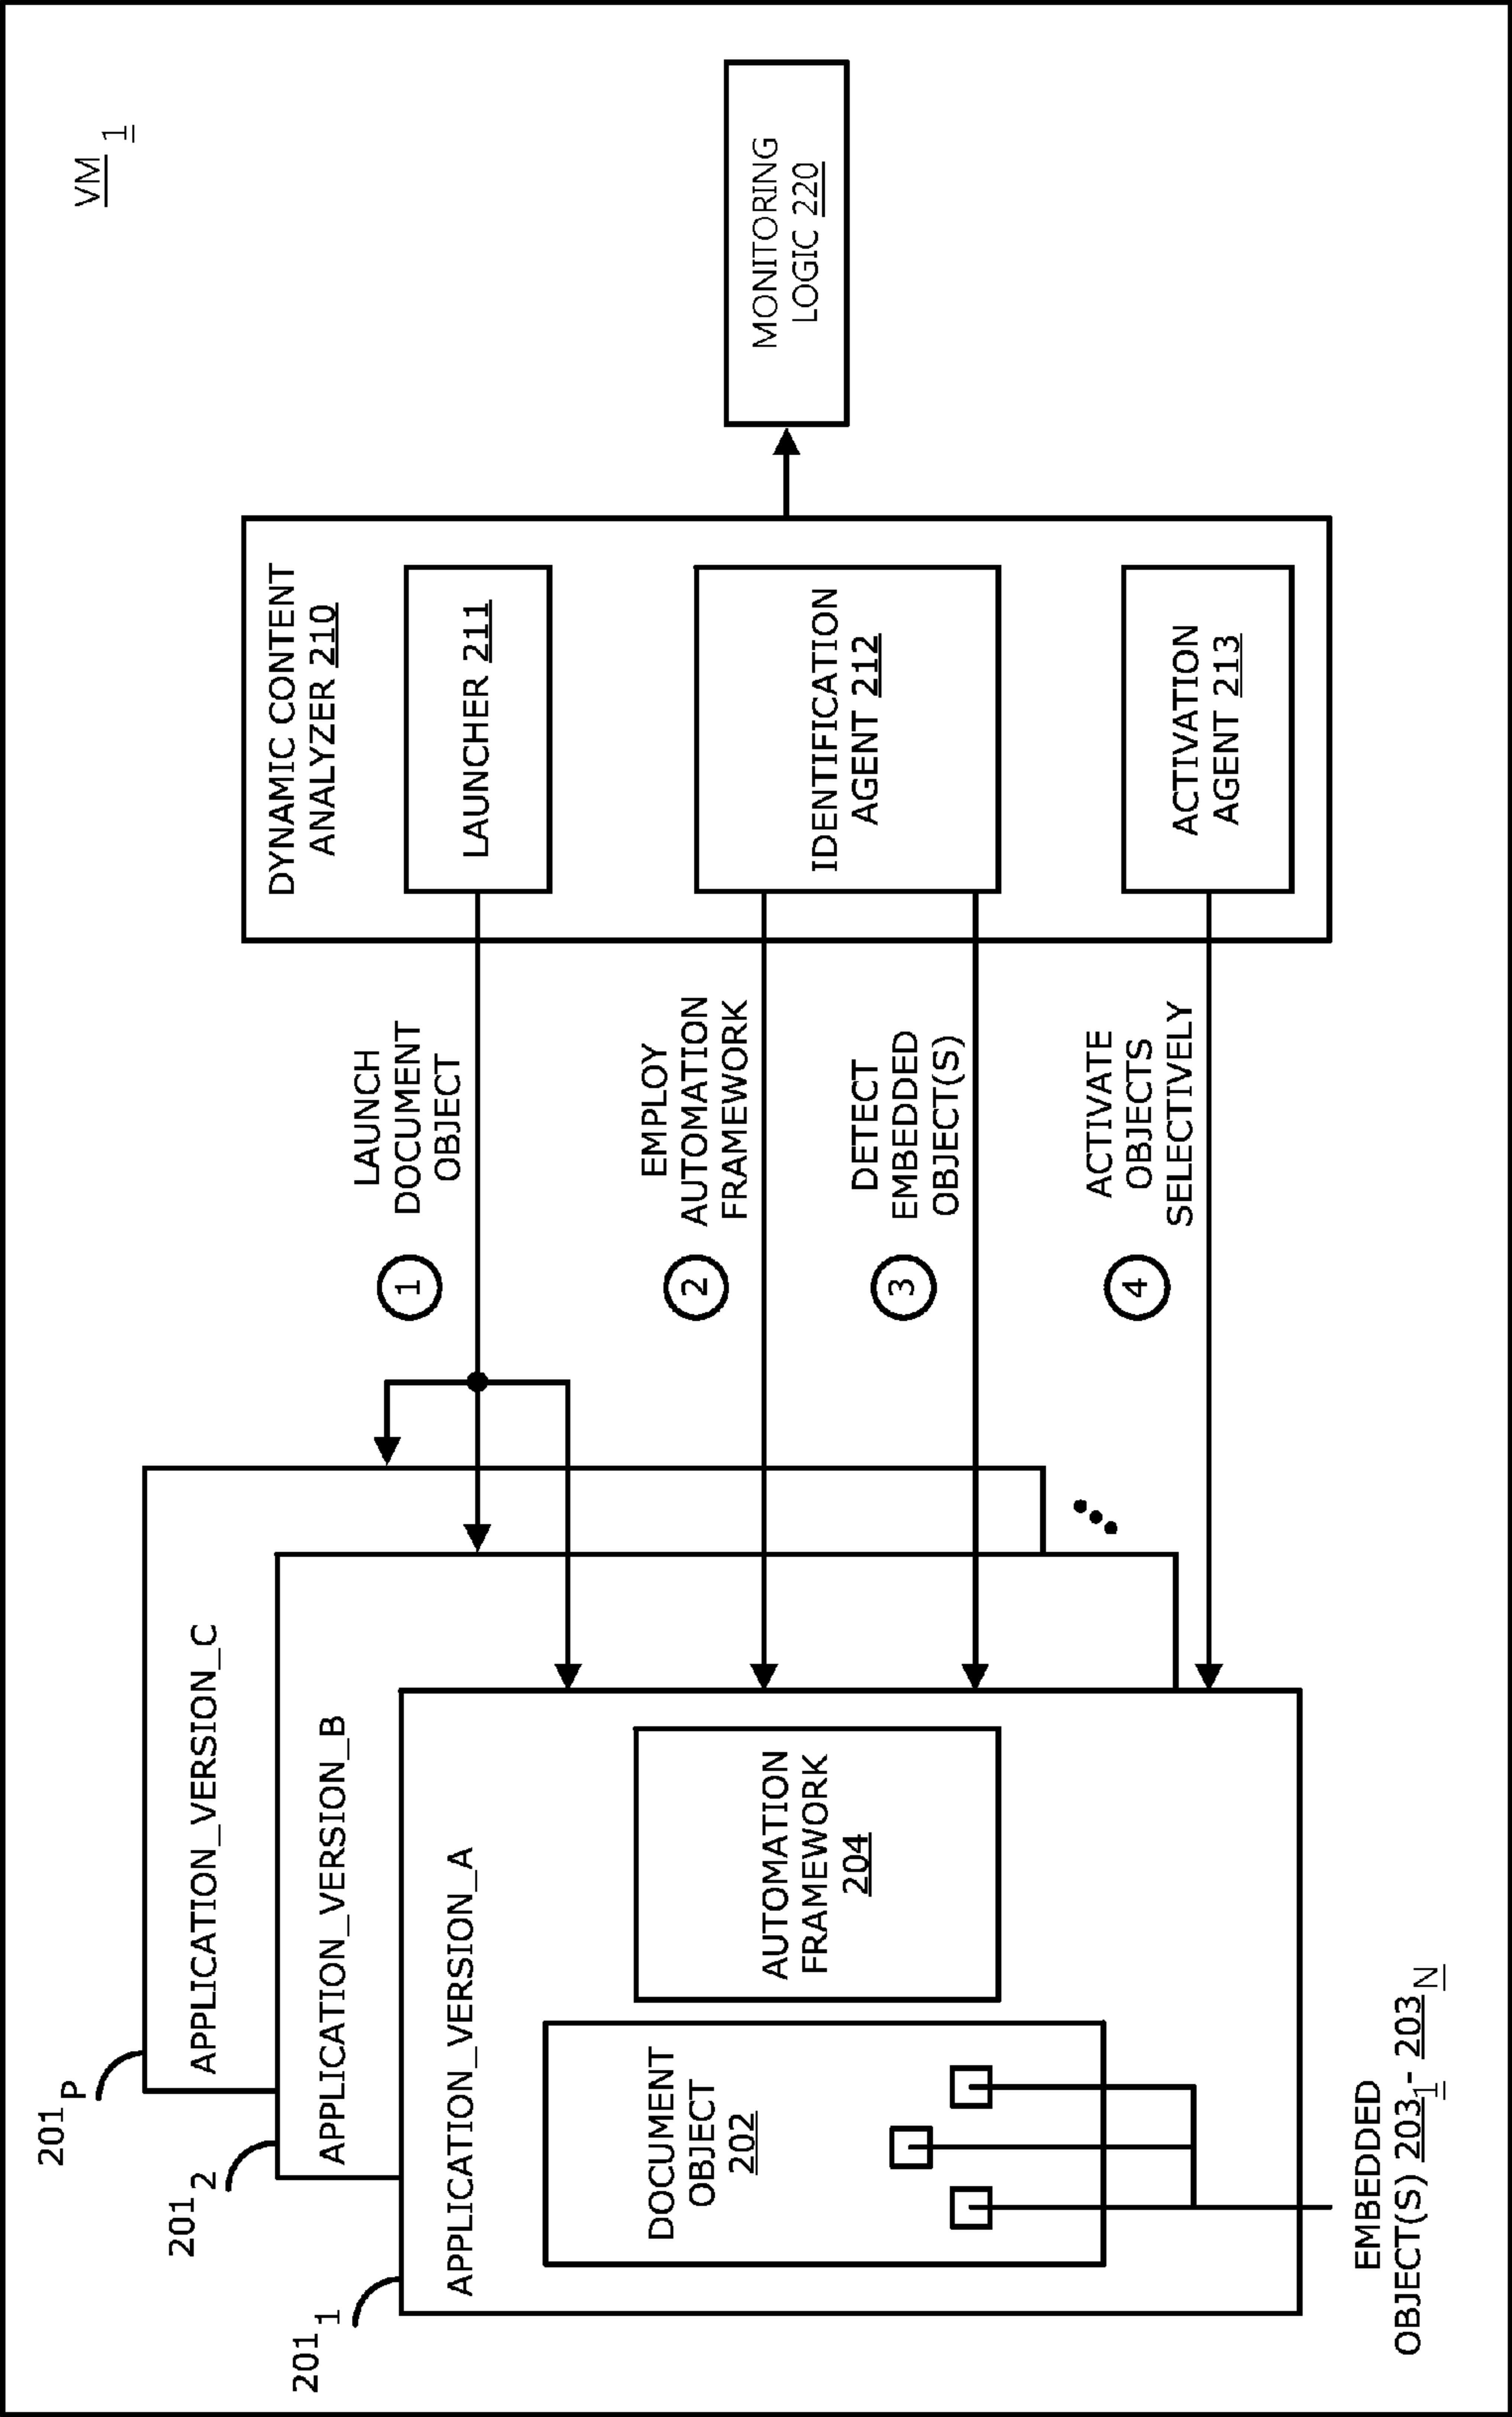 VM1
201P
APPLICATION_VERSION_C
2012
APPLICATION_VERSION_B
2011
APPLICATION_VERSION_A
DOCUMENT
OBJECT
202
AUTOMATION
FRAMEWORK
204
EMBEDDED
OBJECT(S) 2031- 203N
1
LAUNCH
DOCUMENT
OBJECT
2
EMPLOY
AUTOMATION
FRAMEWORK
3
DETECT
EMBEDDED
OBJECT(S)
4
ACTIVATE
OBJECTS
SELECTIVELY
DYNAMIC CONTENT
ANALYZER 210
LAUNCHER 211
IDENTIFICATION
AGENT 212
ACTIVATION
AGENT 213
MONITORING
LOGIC 220